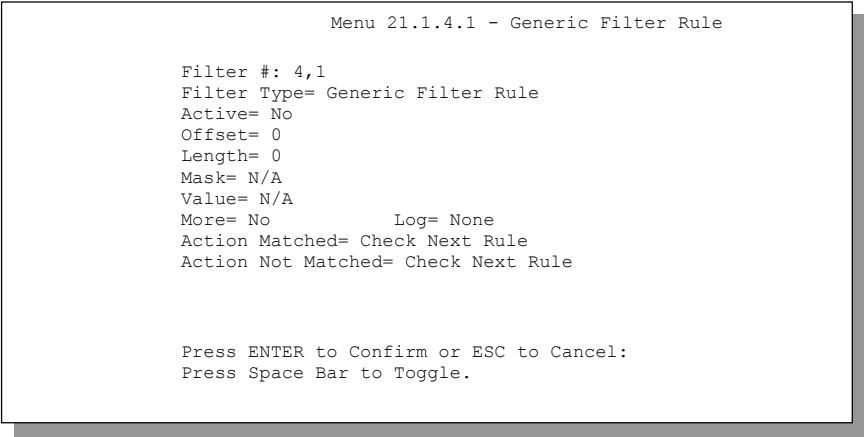 Menu 21.1.4.1 - Generic Filter Rule
Filter #: 4,1
Filter Type= Generic Filter Rule
Active= No
Offset= 0
Length= 0
Mask= N/A
Value= N/A
More= No Log= None
Action Matched= Check Next Rule
Action Not Matched= Check Next Rule
Press ENTER to Confirm or ESC to Cancel:
Press Space Bar to Toggle.